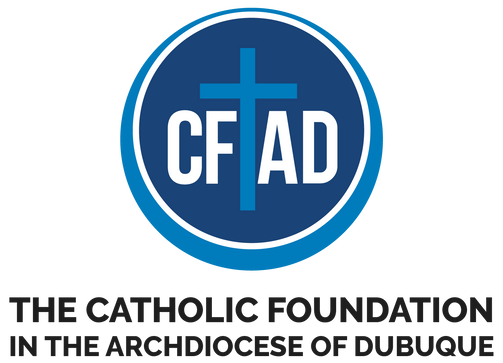 CFAD
THE CATHOLIC FOUNDATION
IN THE ARCHDIOCESE OF DUBUQUE